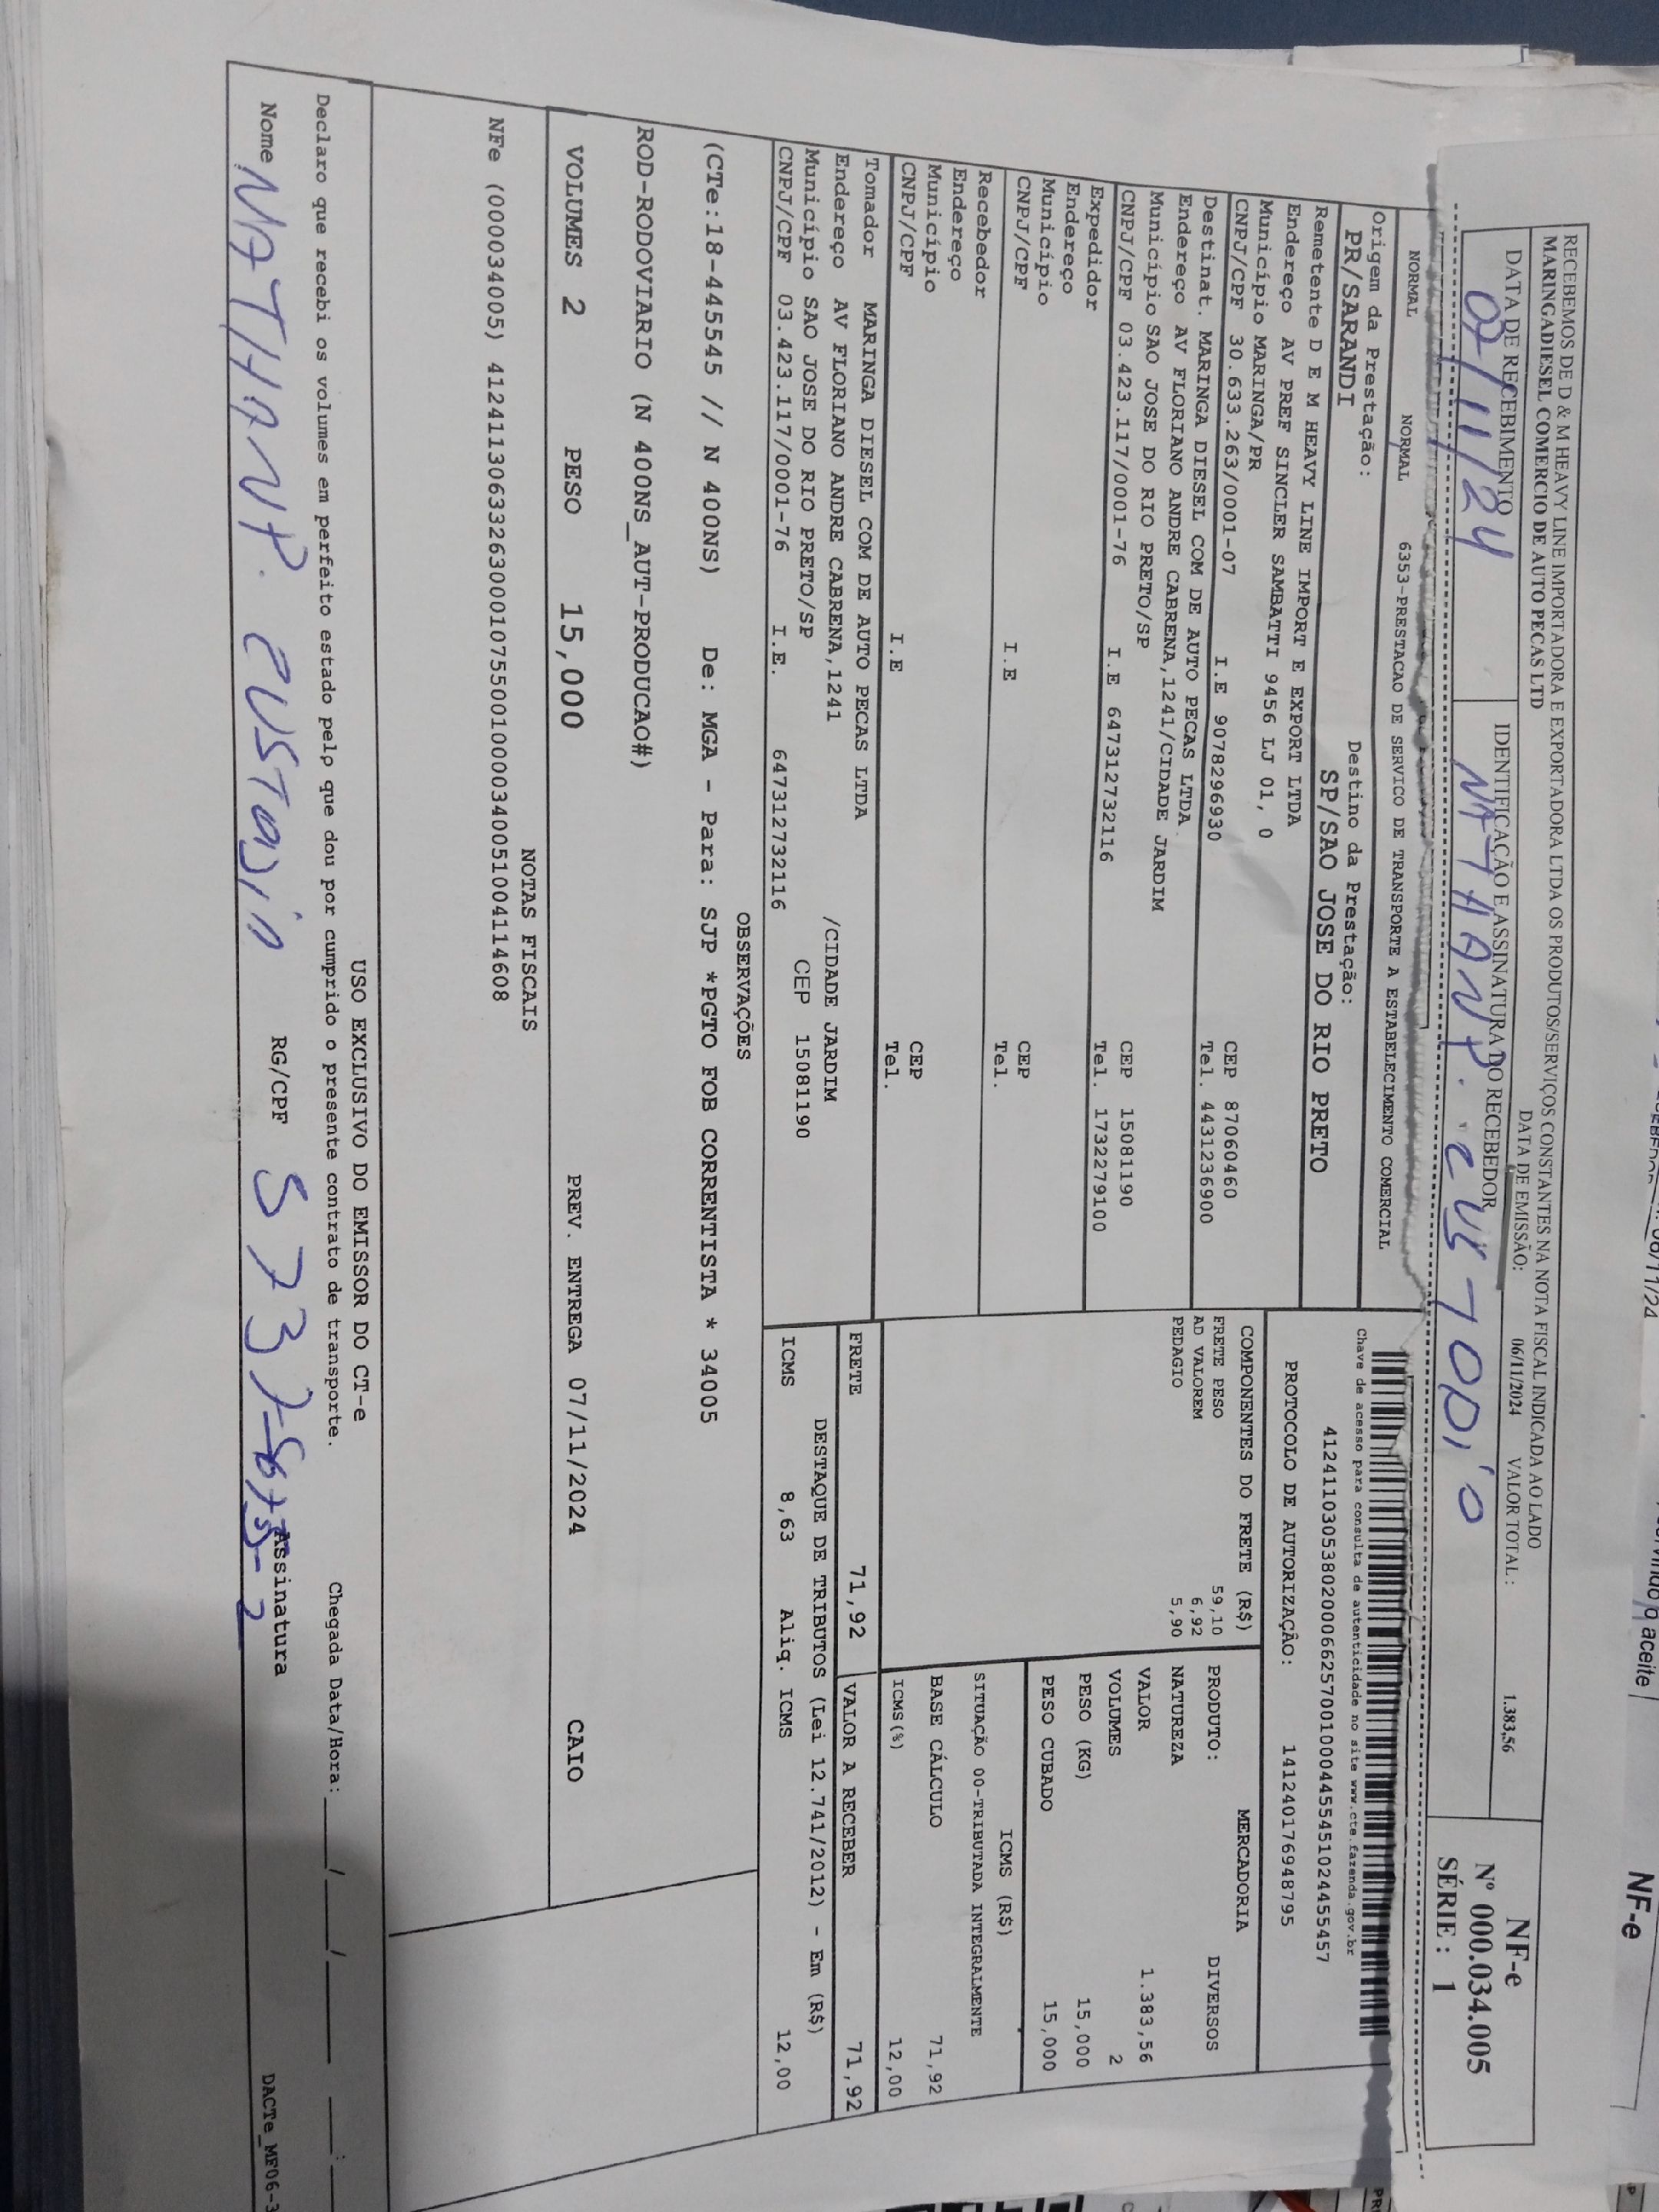 RECEBEMOS DE D & M HEAVY LINE IMPORTADORA E EXPORTADORA LTDA OS PRODUTOS/SERVIÇOS CONSTANTES NA NOTA FISCAL INDICADA AO LADO
MARINGADIESEL COMERCIO DE AUTO PECAS LTD
DATA DE EMISSÃO: 06/11/2024 VALOR TOTAL : 1.383,56
DATA DE RECEBIMENTO
IDENTIFICAÇÃO E ASSINATURA DO RECEBEDOR
07/11/24
NATHAN P. CUSTODIO
NF-e
Nº 000.034.005
SÉRIE : 1
NORMAL NORMAL 6353-PRESTACAO DE SERVICO DE TRANSPORTE A ESTABELECIMENTO COMERCIAL
Origem da Prestação: Destino da Prestação:
PR/SARANDI SP/SAO JOSE DO RIO PRETO
Remetente D E M HEAVY LINE IMPORT E EXPORT LTDA
Endereço AV PREF SINCLER SAMBATTI 9456 LJ 01, 0
Município MARINGA/PR CEP 87060460
CNPJ/CPF 30.633.263/0001-07 I.E 9078296930 Tel. 4431236900
Destinat. MARINGA DIESEL COM DE AUTO PECAS LTDA
Endereço AV FLORIANO ANDRE CABRENA,1241/CIDADE JARDIM
Município SAO JOSE DO RIO PRETO/SP CEP 15081190
CNPJ/CPF 03.423.117/0001-76 I.E 647312732116 Tel. 1732279100
Expedidor
Endereço
Município CEP
CNPJ/CPF I.E Tel.
Recebedor
Endereço
Município CEP
CNPJ/CPF I.E Tel.
Tomador MARINGA DIESEL COM DE AUTO PECAS LTDA
Endereço AV FLORIANO ANDRE CABRENA,1241 /CIDADE JARDIM
Município SAO JOSE DO RIO PRETO/SP CEP 15081190
CNPJ/CPF 03.423.117/0001-76 I.E. 647312732116
Chave de acesso para consulta de autenticidade no site www.cte.fazenda.gov.br
41241103053802000662570010004455451024455457
PROTOCOLO DE AUTORIZAÇÃO: 141240176948795
COMPONENTES DO FRETE (R$)
FRETE PESO 59,10
AD VALOREM 6,92
PEDAGIO 5,90
MERCADORIA
PRODUTO: DIVERSOS
NATUREZA
VALOR 1.383,56
VOLUMES 2
PESO (KG) 15,000
PESO CUBADO 15,000
ICMS (R$)
SITUAÇÃO 00-TRIBUTADA INTEGRALMENTE
BASE CÁLCULO 71,92
ICMS(%) 12,00
FRETE 71,92 VALOR A RECEBER 71,92
DESTAQUE DE TRIBUTOS (Lei 12.741/2012) - Em (R$)
ICMS 8,63 Aliq. ICMS 12,00
OBSERVAÇÕES
(CTe:18-445545 // N 400NS) De: MGA - Para: SJP *PGTO FOB CORRENTISTA * 34005
ROD-RODOVIARIO (N 400NS_AUT-PRODUCAO#)
VOLUMES 2 PESO 15,000 PREV. ENTREGA 07/11/2024 CAIO
NOTAS FISCAIS
NFe (000034005) 41241130633263000107550010000340051004114608
USO EXCLUSIVO DO EMISSOR DO CT-e
Declaro que recebi os volumes em perfeito estado pelo que dou por cumprido o presente contrato de transporte. Chegada Data/Hora: ____/____/______ ____:____
Nome NATHAN P. CUSTODIO RG/CPF Assinatura
DACTe_MF06-3
NF-e